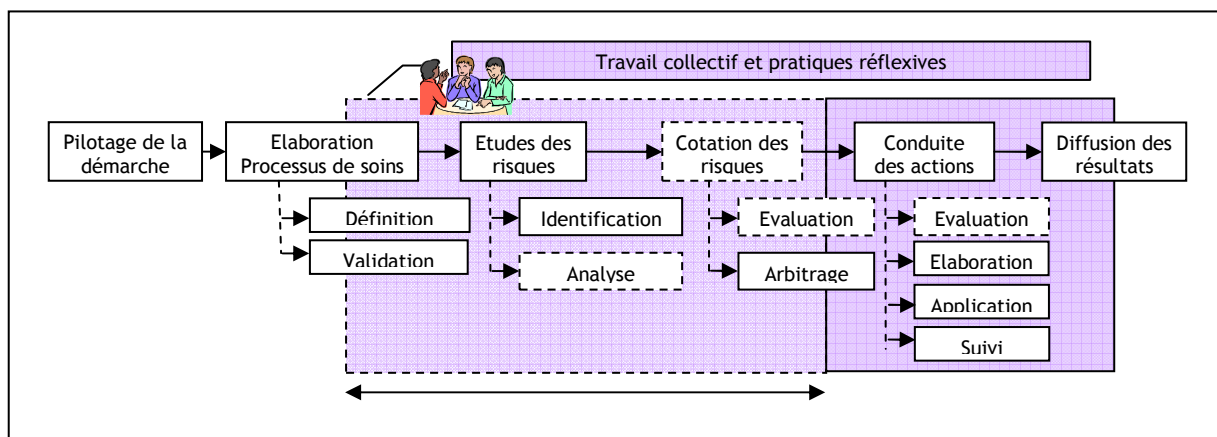 Travail collectif et pratiques réflexives
Pilotage de la
démarche
Elaboration
Processus de soins
Etudes des
risques
Cotation des
risques
Conduite
des actions
Diffusion des
résultats
Définition
Validation
Identification
Analyse
Evaluation
Arbitrage
Evaluation
Elaboration
Application
Suivi